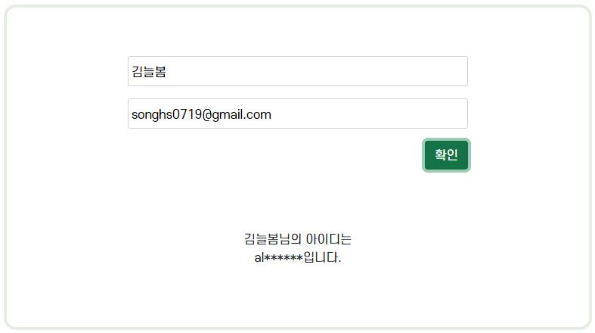 김늘봄
songhs0719@gmail.com
확인
김늘봄님의 아이디는
al******입니다.